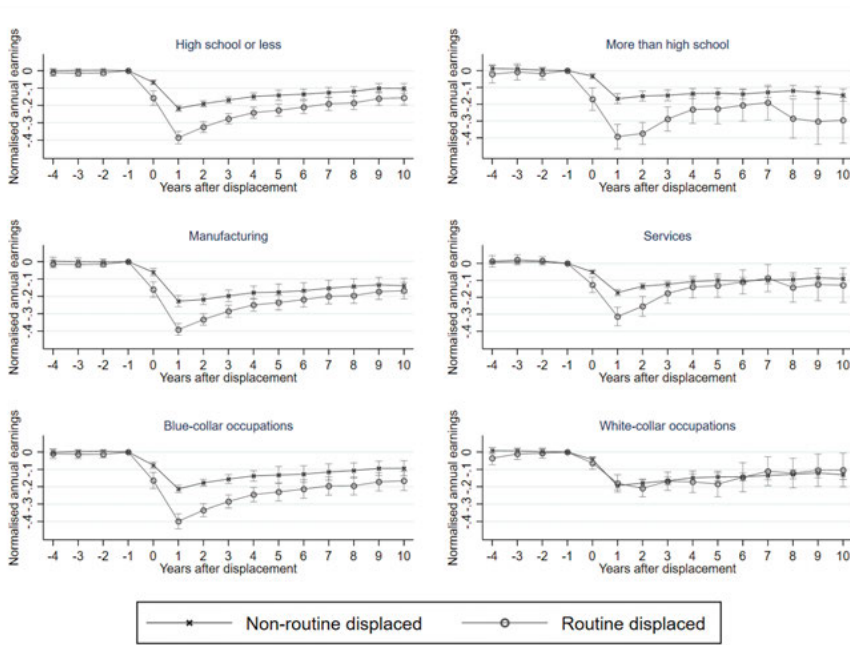 High school or less
Normalised annual earnings
-.4 -.3 -.2 -.1 0
-4 -3 -2 -1 0 1 2 3 4 5 6 7 8 9 10
Years after displacement
More than high school
Normalised annual earnings
-.4 -.3 -.2 -.1 0
-4 -3 -2 -1 0 1 2 3 4 5 6 7 8 9 10
Years after displacement
Manufacturing
Normalised annual earnings
-.4 -.3 -.2 -.1 0
-4 -3 -2 -1 0 1 2 3 4 5 6 7 8 9 10
Years after displacement
Services
Normalised annual earnings
-.4 -.3 -.2 -.1 0
-4 -3 -2 -1 0 1 2 3 4 5 6 7 8 9 10
Years after displacement
Blue-collar occupations
Normalised annual earnings
-.4 -.3 -.2 -.1 0
-4 -3 -2 -1 0 1 2 3 4 5 6 7 8 9 10
Years after displacement
White-collar occupations
Normalised annual earnings
-.4 -.3 -.2 -.1 0
-4 -3 -2 -1 0 1 2 3 4 5 6 7 8 9 10
Years after displacement
Non-routine displaced
Routine displaced